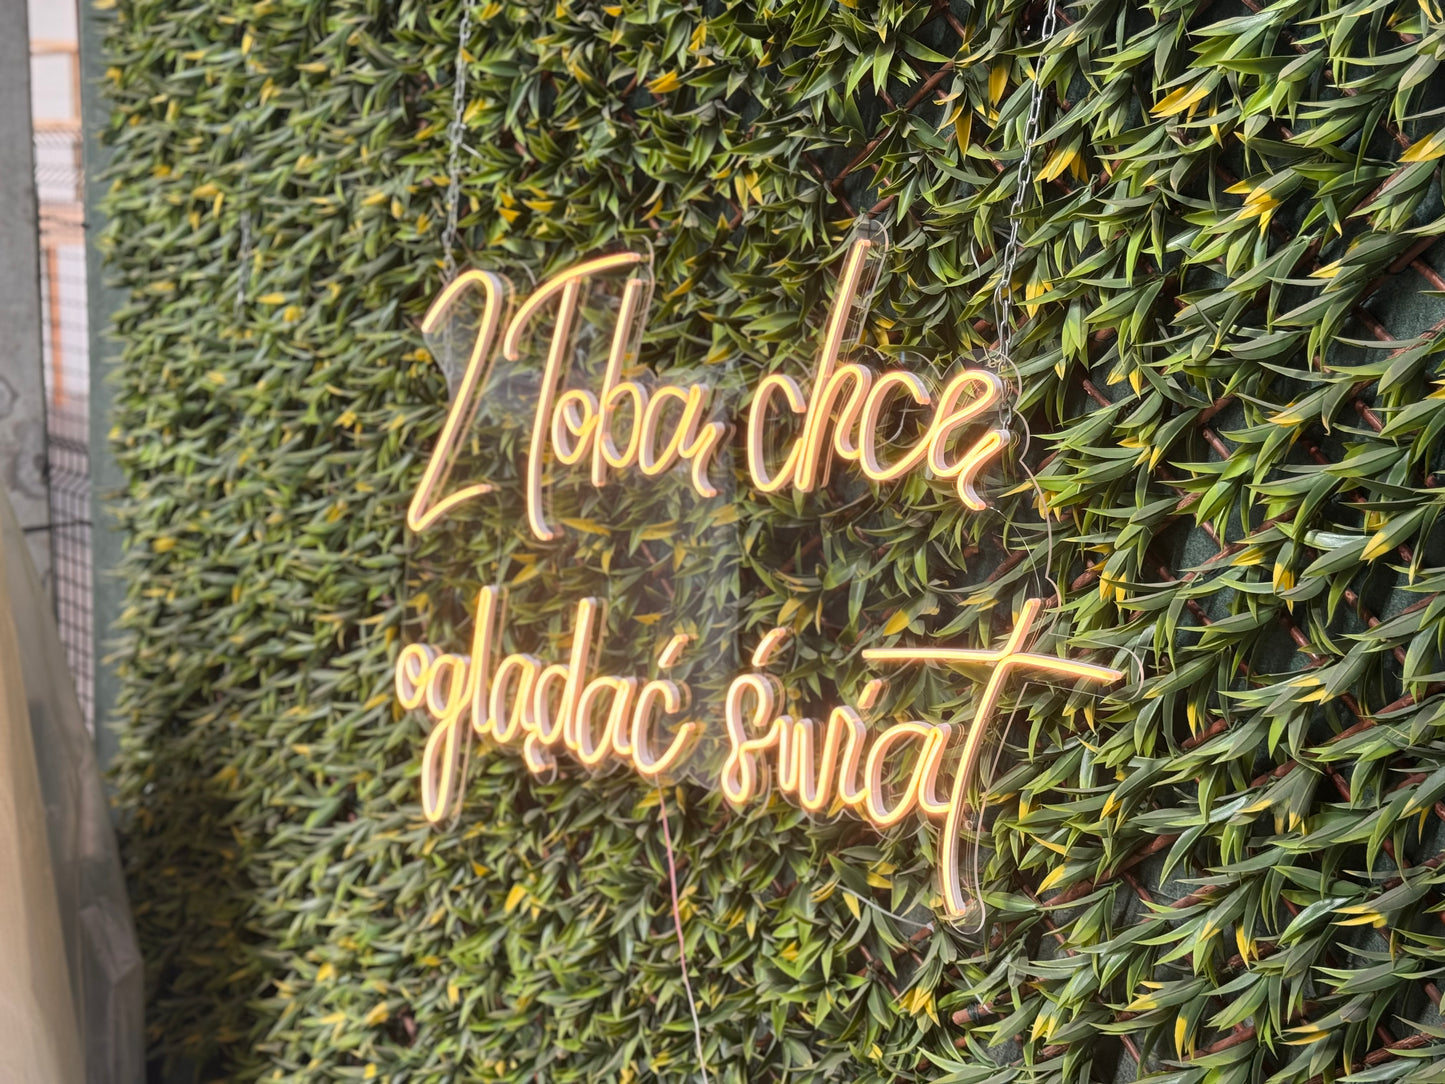 Z Tobą chcę
oglądać świat